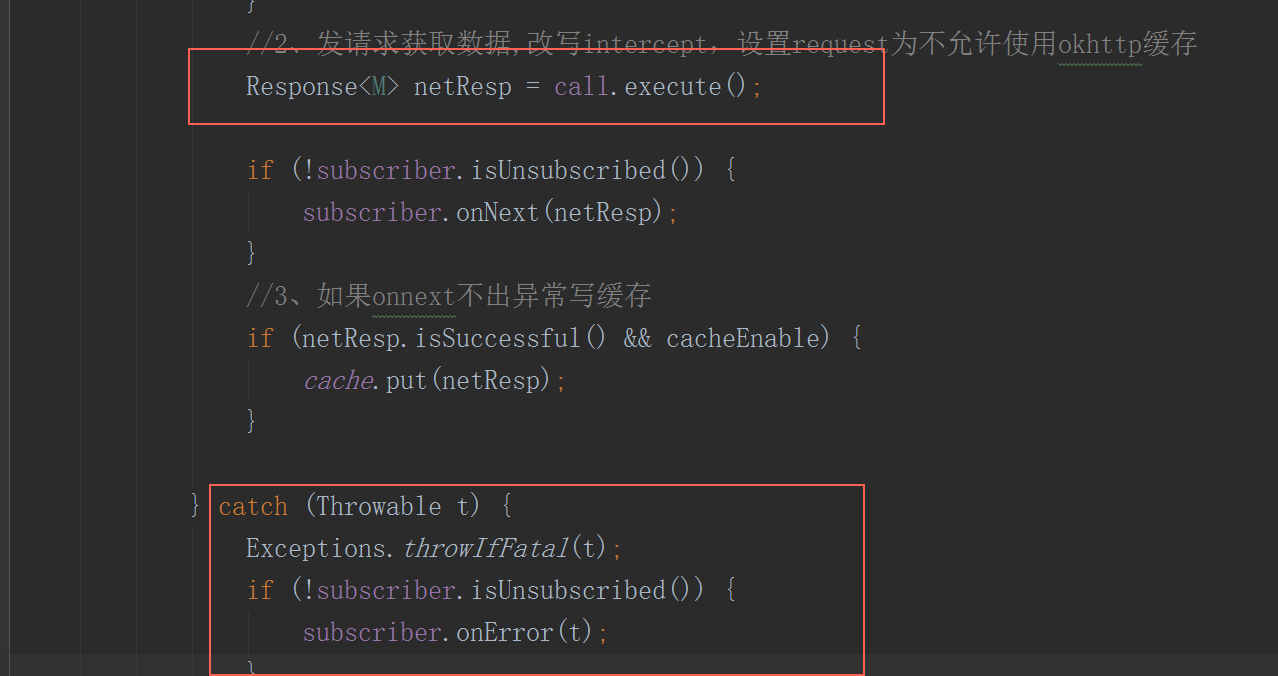 }
//2、发请求获取数据,改写intercept，设置request为不允许使用okhttp缓存
Response<M> netResp = call.execute();
if (!subscriber.isUnsubscribed()) {
subscriber.onNext(netResp);
}
//3、如果onnext不出异常写缓存
if (netResp.isSuccessful() && cacheEnable) {
cache.put(netResp);
}
} catch (Throwable t) {
Exceptions.throwIfFatal(t);
if (!subscriber.isUnsubscribed()) {
subscriber.onError(t);
}